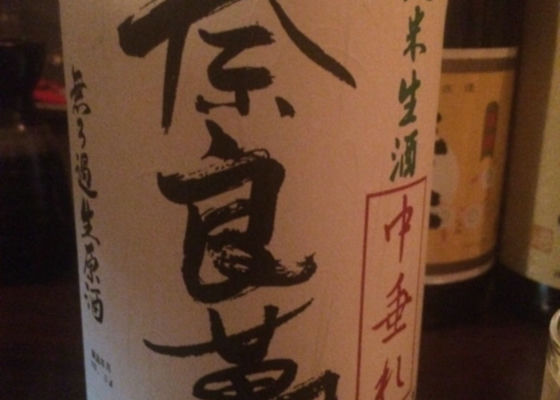 純米生酒
中垂れ
奈良萬
無ろ過生原酒